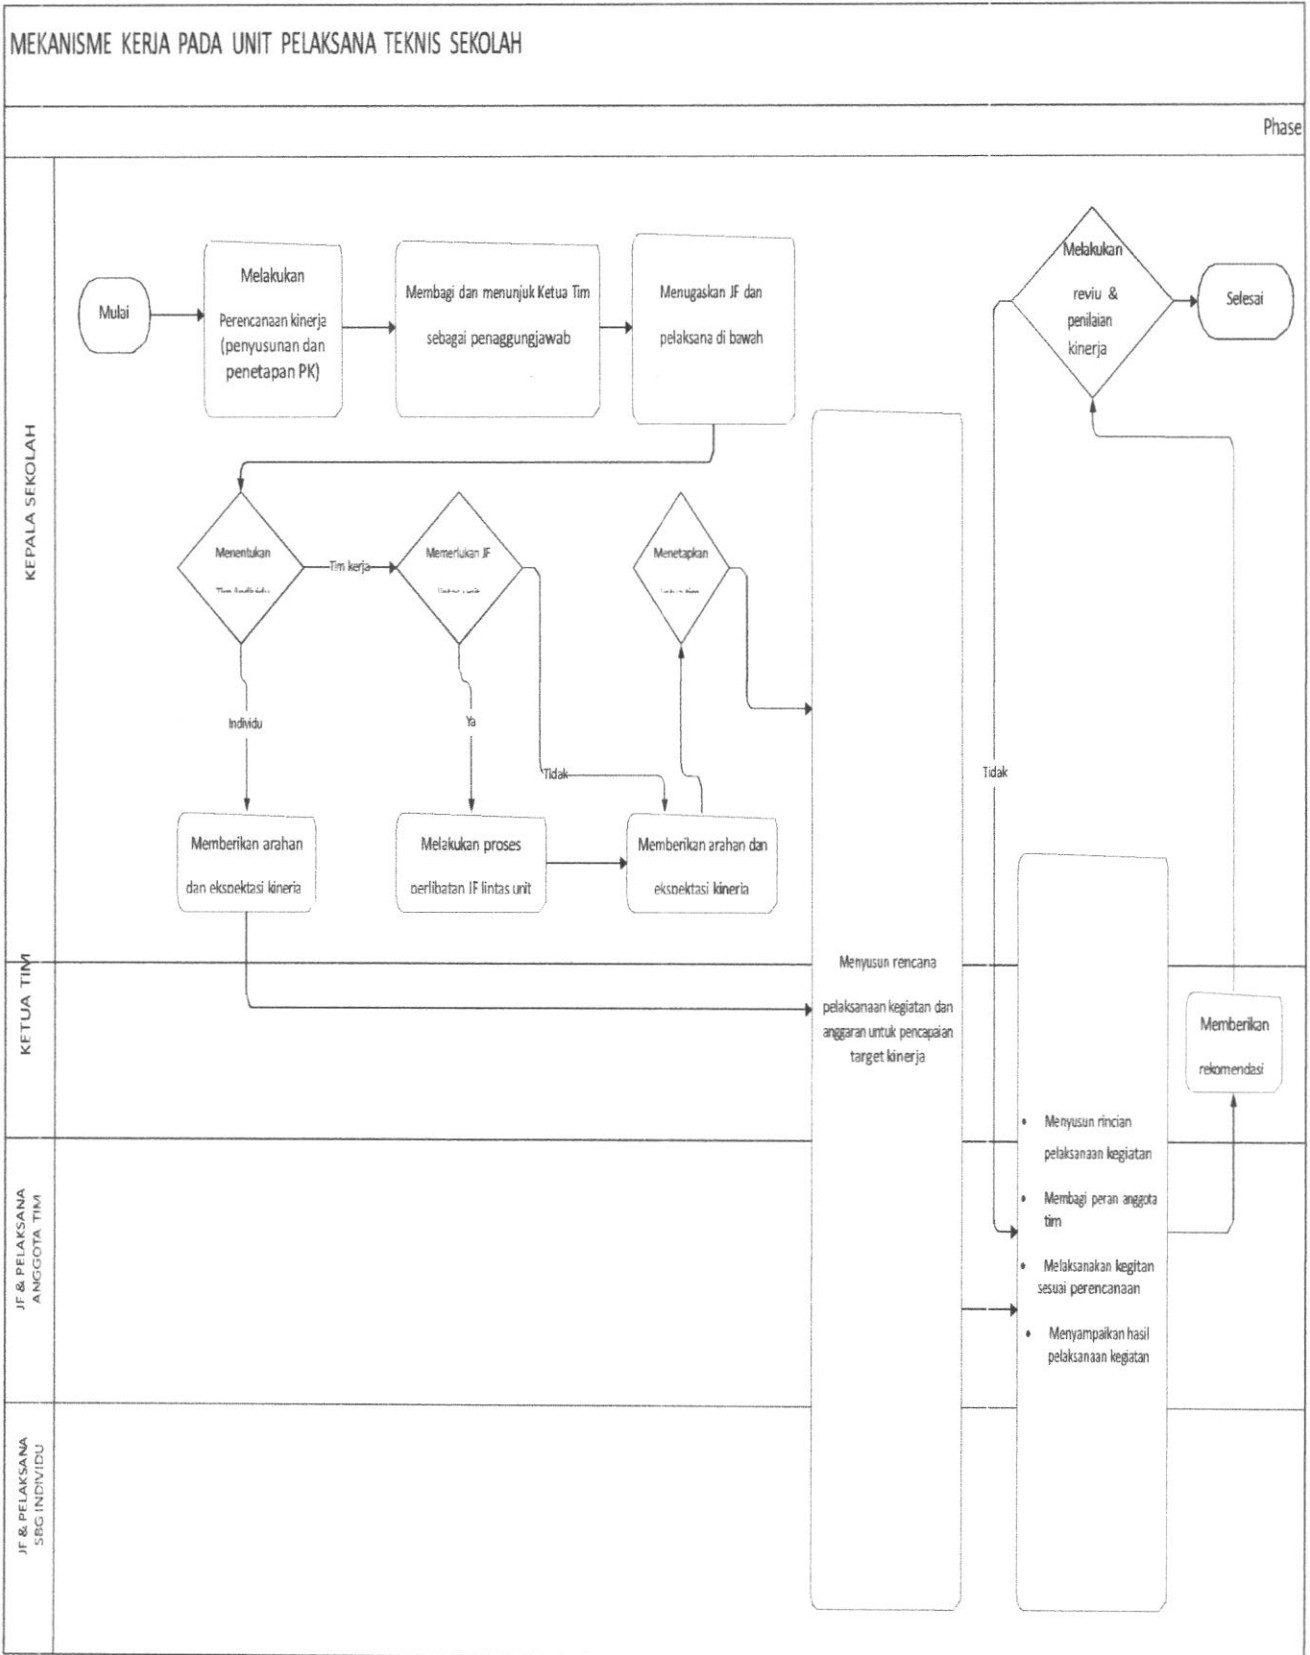 MEKANISME KERJA PADA UNIT PELAKSANA TEKNIS SEKOLAH
Phase
KEPALA SEKOLAH
Mulai
Melakukan
Perencanaan kinerja
(penyusunan dan
penetapan PK)
Membagi dan menunjuk Ketua Tim
sebagai penaggungjawab
Menugaskan JF dan
pelaksana di bawah
Melakukan
reviu &
penilaian
kinerja
Selesai
Menentukan
Tim kerja
Memerlukan JF
Menetapkan
Individu
Ya
Tidak
Tidak
Memberikan arahan
dan ekspektasi kinerja
Melakukan proses
perlibatan JF lintas unit
Memberikan arahan dan
ekspektasi kinerja
KETUA TIM
Menyusun rencana
pelaksanaan kegiatan dan
anggaran untuk pencapaian
target kinerja
Memberikan
rekomendasi
JF & PELAKSANA
ANGGOTA TIM
• Menyusun rincian
pelaksanaan kegiatan
• Membagi peran anggota
tim
• Melaksanakan kegitan
sesuai perencanaan
• Menyampaikan hasil
pelaksanaan kegiatan
JF & PELAKSANA
SBG INDIVIDU